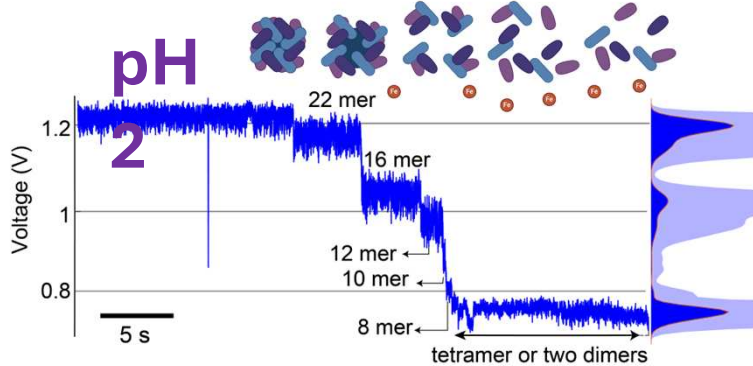 pH
2
Fe
Fe
Fe
Fe
Fe
Fe
22 mer
16 mer
12 mer
10 mer
8 mer
tetramer or two dimers
5 s
Voltage (V)
1.2
1
0.8